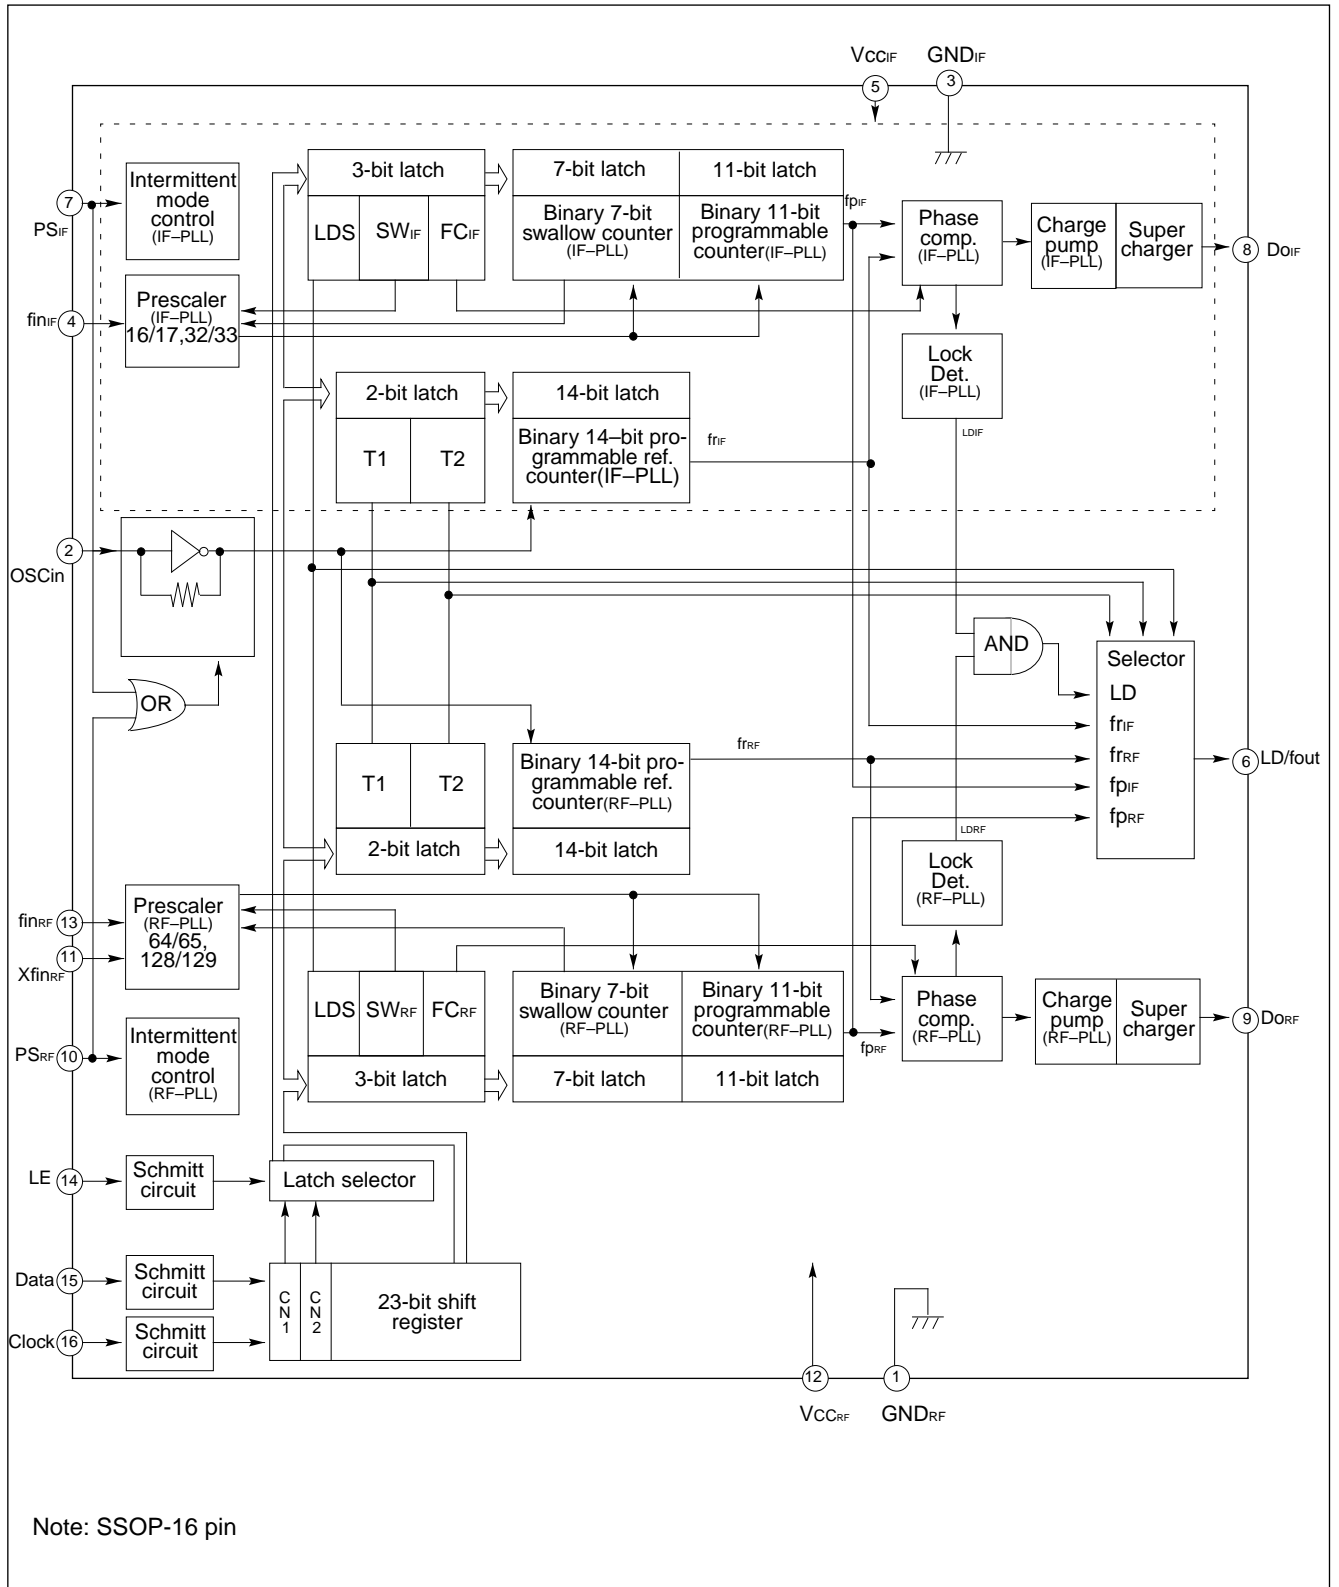 VccIF
GNDIF
5
3
3-bit latch
7-bit latch
11-bit latch
Intermittent
mode
control
(IF–PLL)
7
PSIF
LDS
SWIF
FCIF
Binary 7-bit
swallow counter
(IF–PLL)
Binary 11-bit
programmable
counter(IF–PLL)
fpIF
Phase
comp.
(IF–PLL)
Charge
pump
(IF–PLL)
Super
charger
8
DoIF
finIF
4
Prescaler
(IF–PLL)
16/17,32/33
Lock
Det.
(IF–PLL)
LDIF
2-bit latch
14-bit latch
T1
T2
Binary 14–bit pro-
grammable ref.
counter(IF–PLL)
frIF
2
OSCin
AND
OR
Selector
LD
frIF
frRF
fpIF
fpRF
6
LD/fout
T1
T2
Binary 14-bit pro-
grammable ref.
counter(RF–PLL)
frRF
2-bit latch
14-bit latch
LDRF
Lock
Det.
(RF–PLL)
finRF
13
11
XfinRF
Prescaler
(RF–PLL)
64/65,
128/129
LDS
SWRF
FCRF
Binary 7-bit
swallow counter
(RF–PLL)
Binary 11-bit
programmable
counter(RF–PLL)
fpRF
Phase
comp.
(RF–PLL)
Charge
pump
(RF–PLL)
Super
charger
9
DoRF
PSRF
10
Intermittent
mode
control
(RF–PLL)
3-bit latch
7-bit latch
11-bit latch
LE
14
Schmitt
circuit
Latch selector
Data
15
Schmitt
circuit
Clock
16
Schmitt
circuit
C
N
1
C
N
2
23-bit shift
register
12
1
VCCRF
GNDRF
Note: SSOP-16 pin